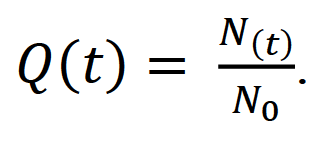 Q(t) = N(t)/N₀.